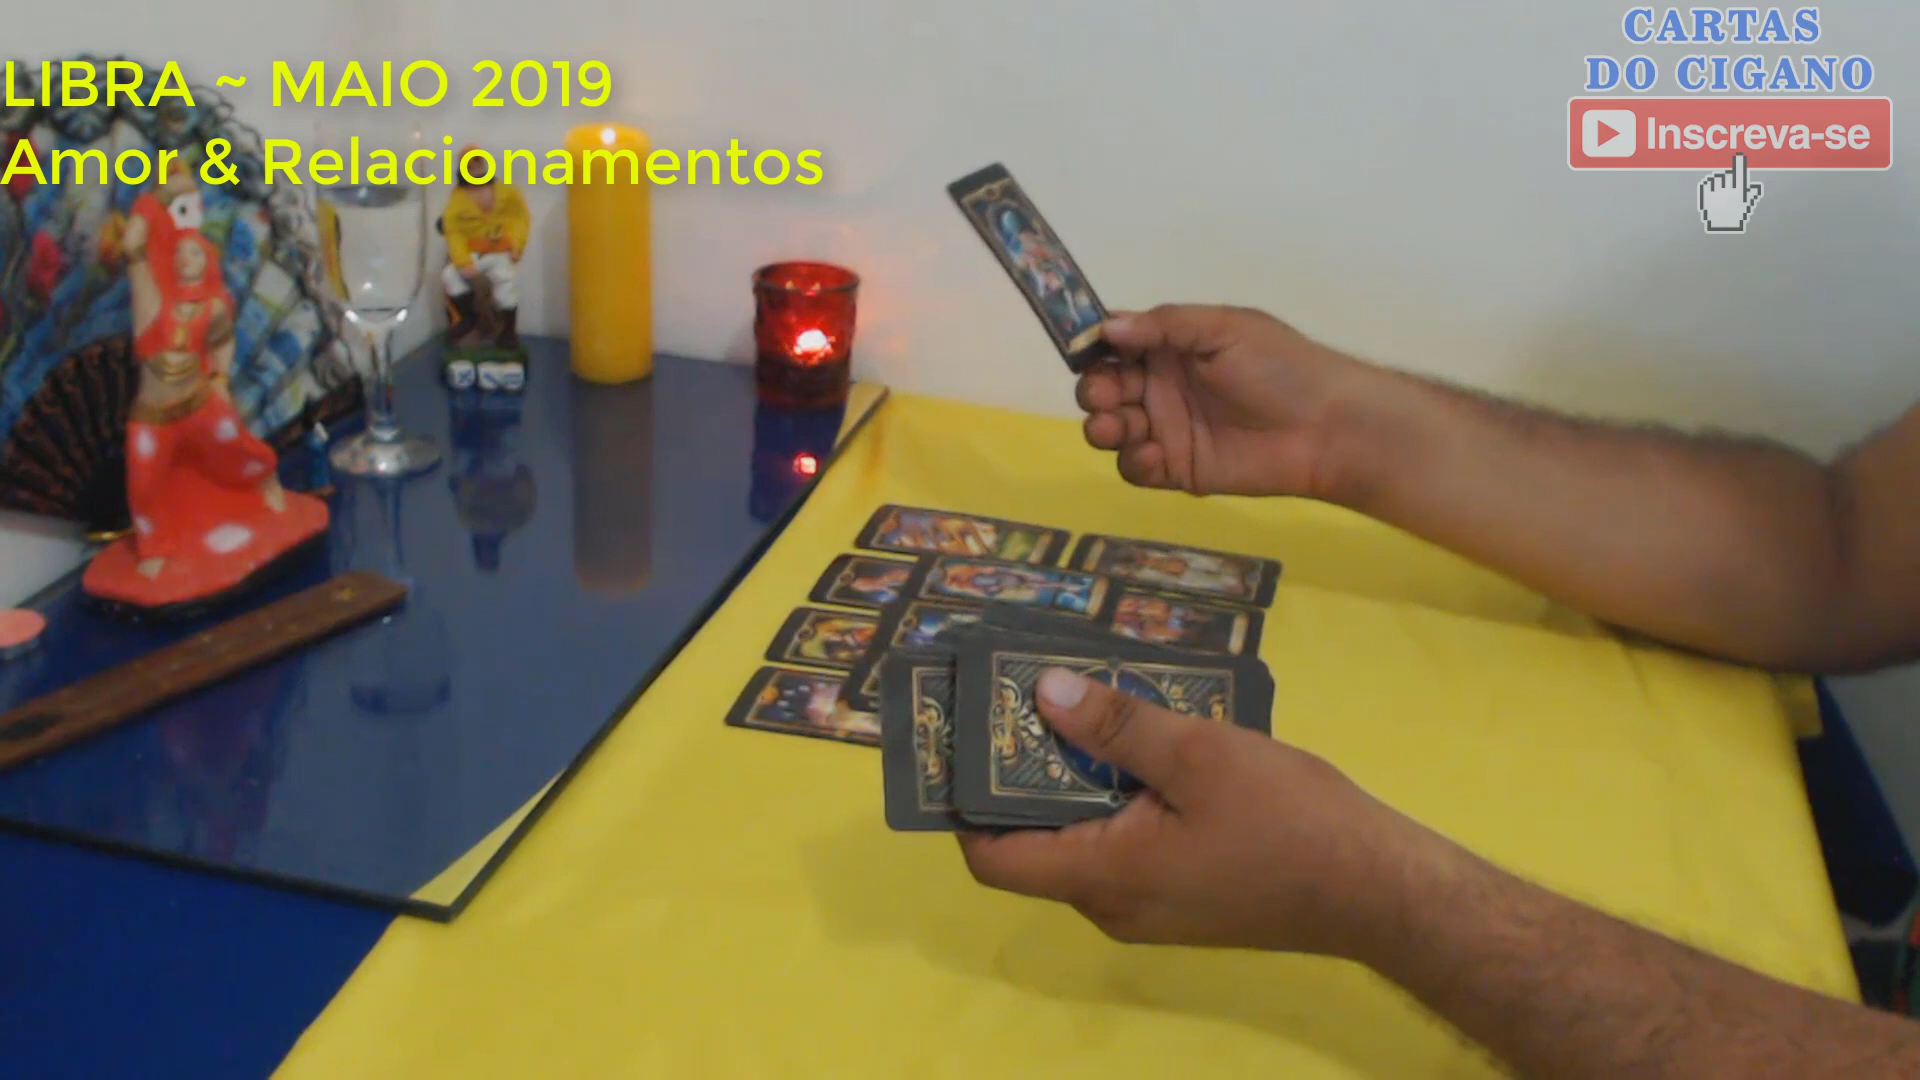 LIBRA ~ MAIO 2019
Amor & Relacionamentos
CARTAS
DO CIGANO
Inscreva-se